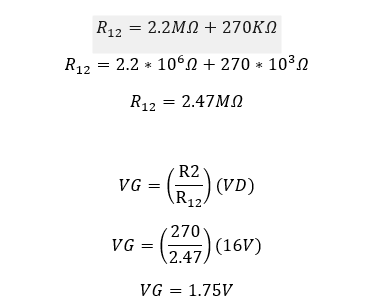 R₁₂ = 2.2MΩ + 270KΩ
R₁₂ = 2.2 ∗ 10⁶Ω + 270 ∗ 10³Ω
R₁₂ = 2.47MΩ
VG = (R2/R₁₂) (VD)
VG = (270/2.47) (16V)
VG = 1.75V